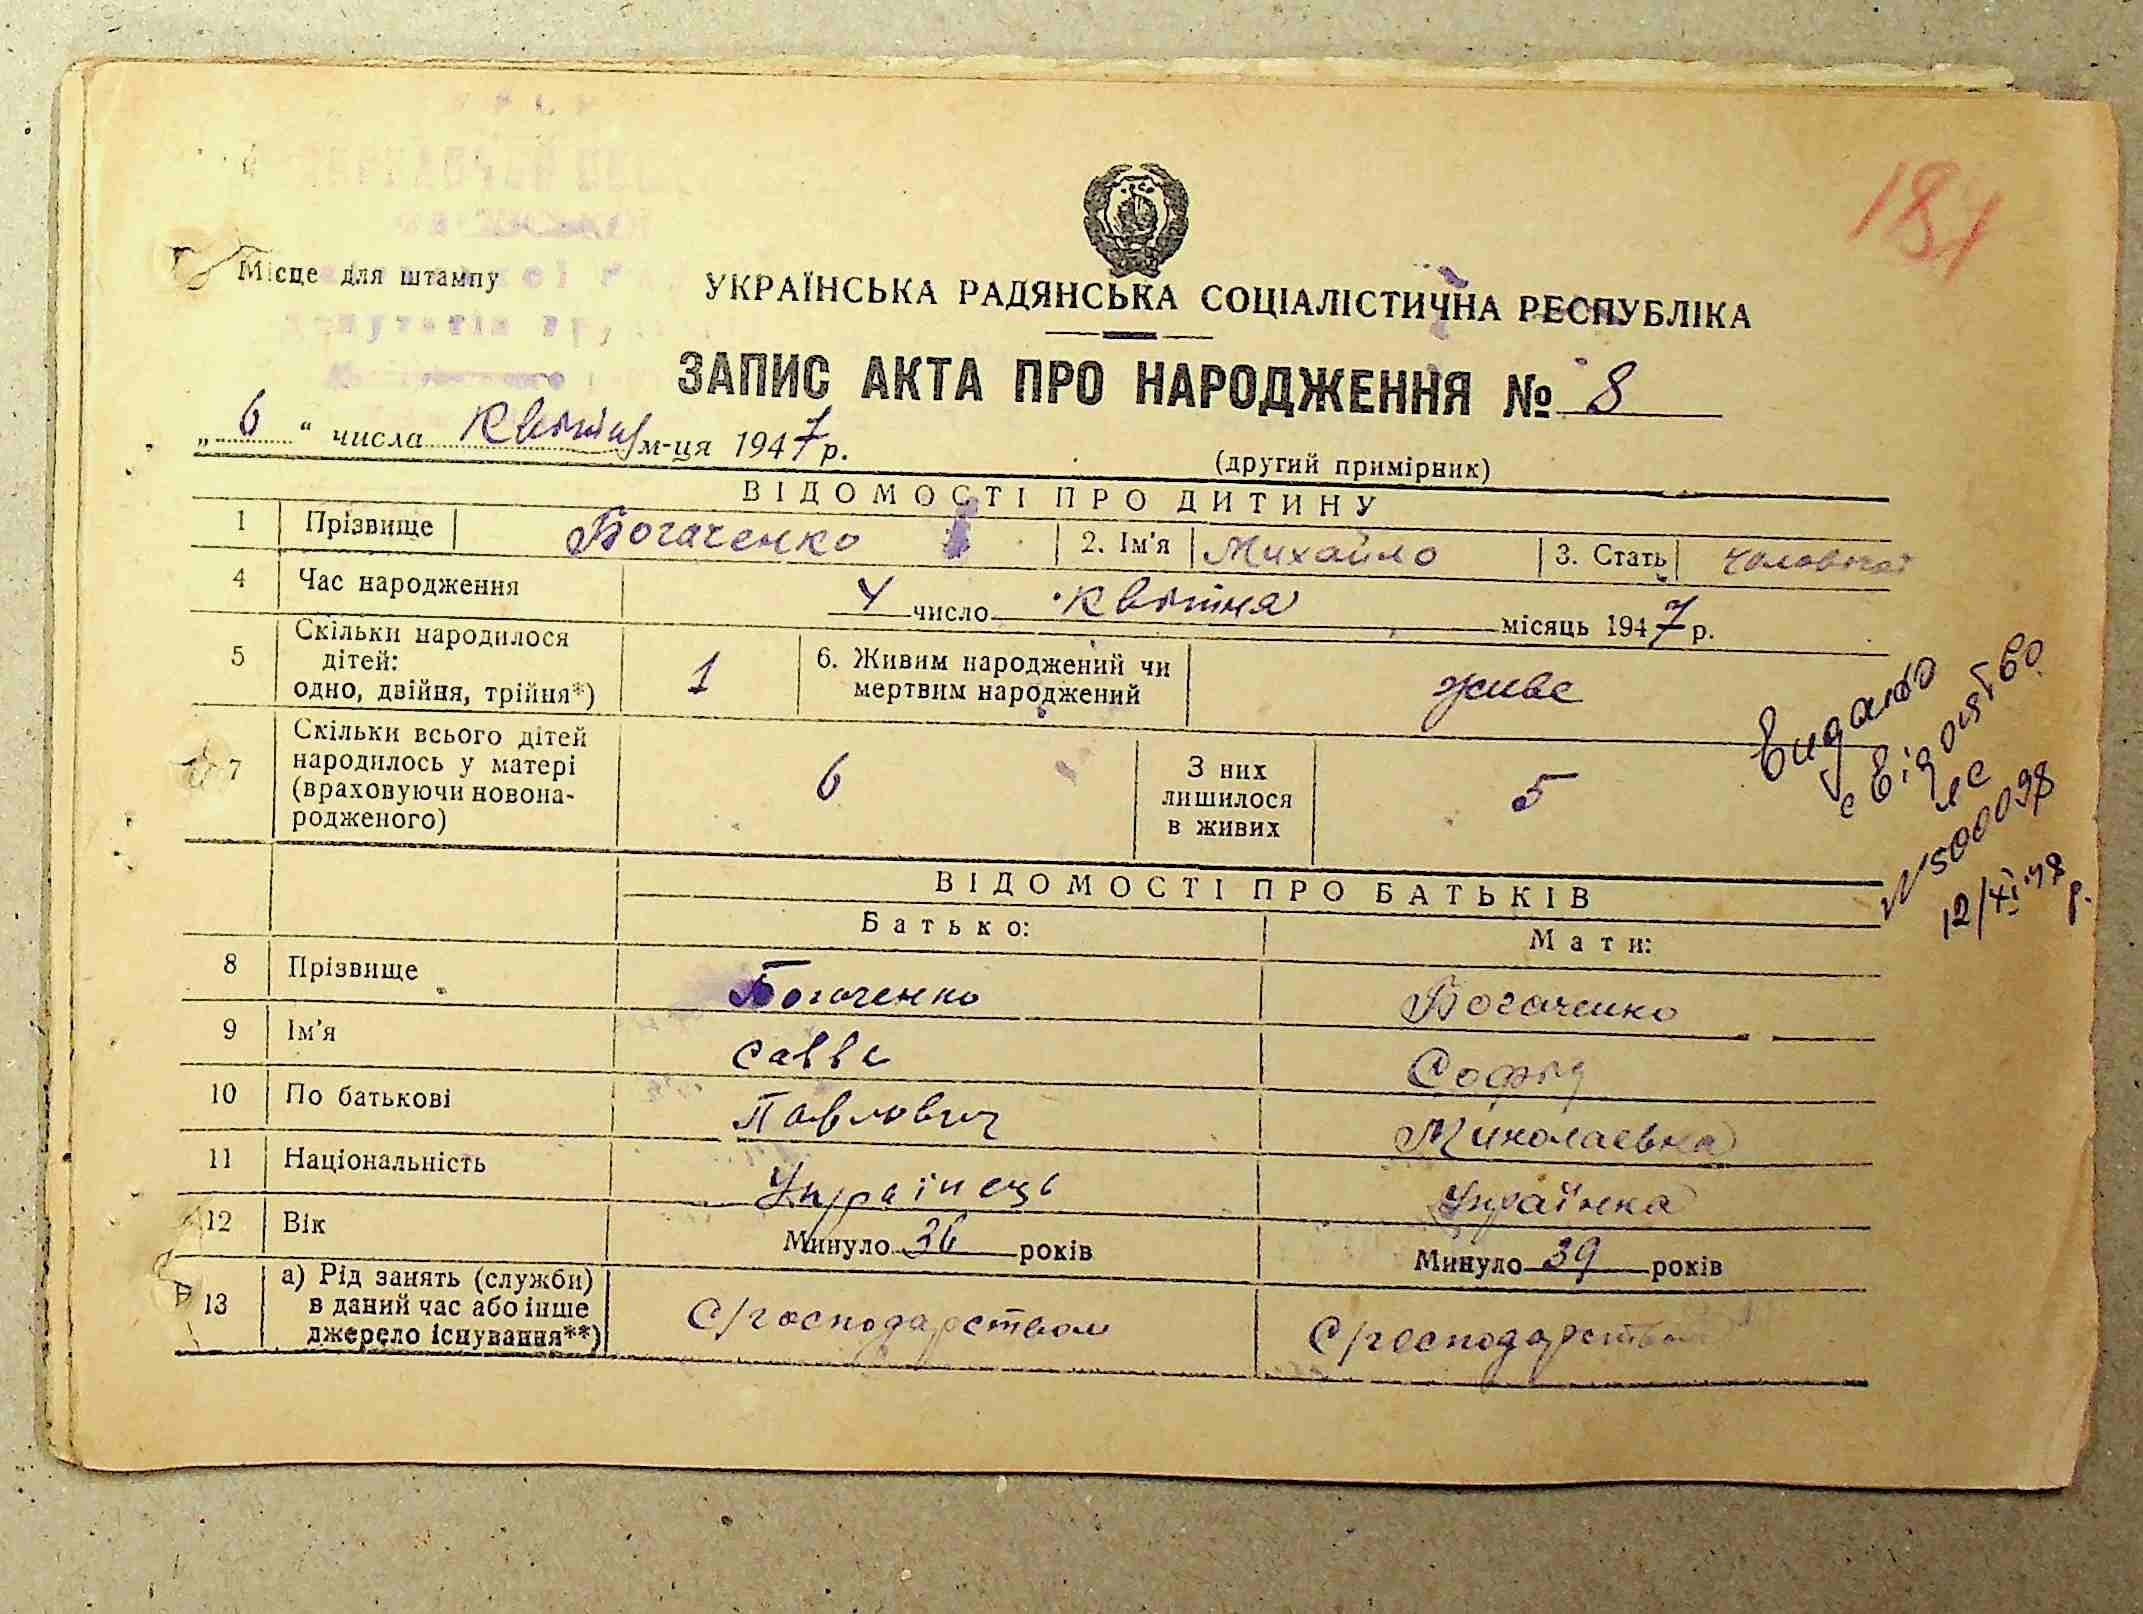 184
Місце для штампу
УКРАЇНСЬКА РАДЯНСЬКА СОЦІАЛІСТИЧНА РЕСПУБЛІКА
ЗАПИС АКТА ПРО НАРОДЖЕННЯ № 8
„6“ числа квітня м-ця 1947 р.
(другий примірник)
ВІДОМОСТІ ПРО ДИТИНУ
1 Прізвище Богаченко 2. Ім'я Михайло 3. Стать чоловіча
4 Час народження 4 число квітня місяць 1947 р.
5 Скільки народилося дітей: одно, двійня, трійня*) 1 6. Живим народжений чи мертвим народжений живе
7 Скільки всього дітей народилось у матері (враховуючи новонародженого) 6 З них лишилося в живих 5
Видано
свідоцтво
№ 500098
12/XI 47 р.
ВІДОМОСТІ ПРО БАТЬКІВ
Батько: Мати:
8 Прізвище Богаченко Богаченко
9 Ім'я Савва Софія
10 По батькові Павлович Миколаевна
11 Національність Українець Українка
12 Вік Минуло 36 років Минуло 39 років
13 а) Рід занять (служби) в даний час або інше джерело існування**) С/господарством С/господарством